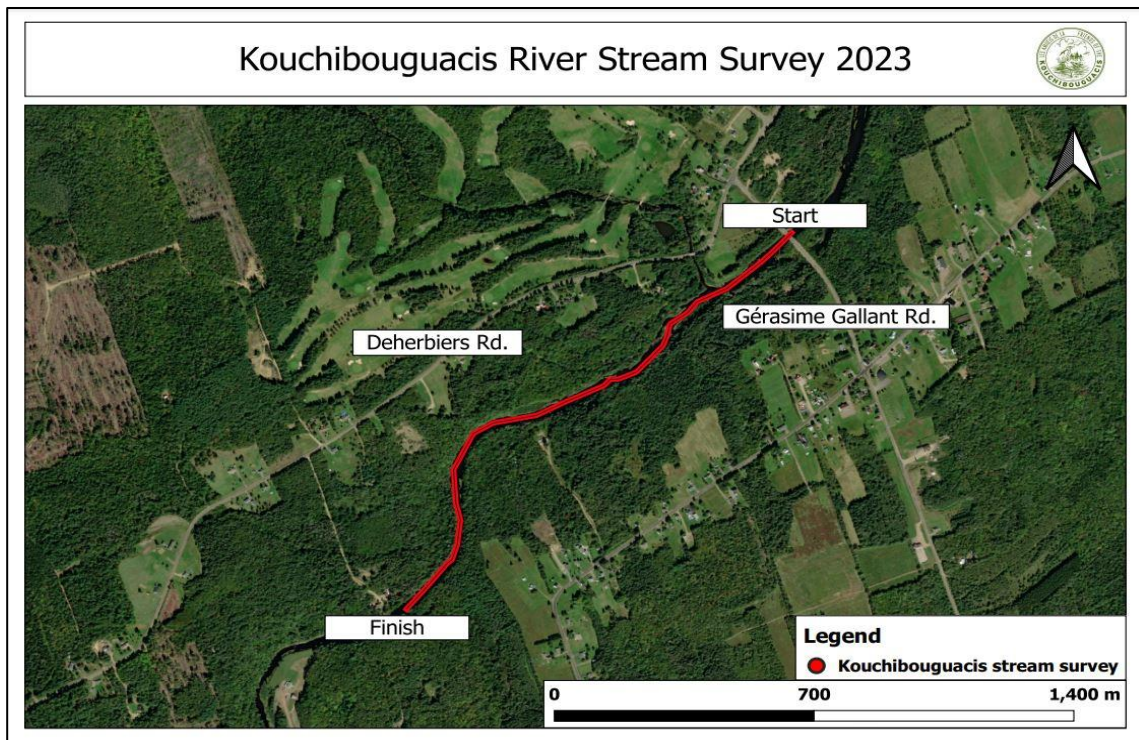 Kouchibouguacis River Stream Survey 2023
KOUCHIBOUGUACIS
Start
Gérasime Gallant Rd.
Deherbiers Rd.
Finish
Legend
Kouchibouguacis stream survey
0 700 1,400 m